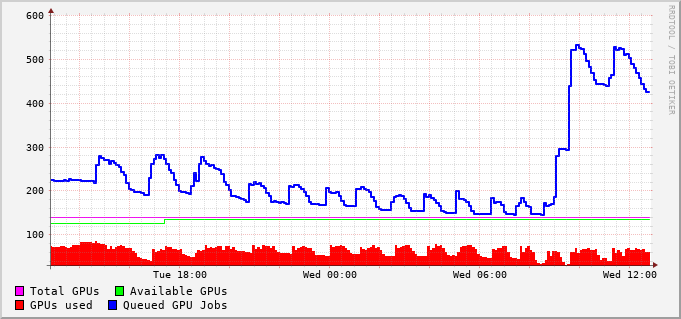 600
500
400
300
200
100
Tue 18:00 Wed 00:00 Wed 06:00 Wed 12:00
Total GPUs Available GPUs
GPUs used Queued GPU Jobs
RRDTOOL / TOBI OETIKER